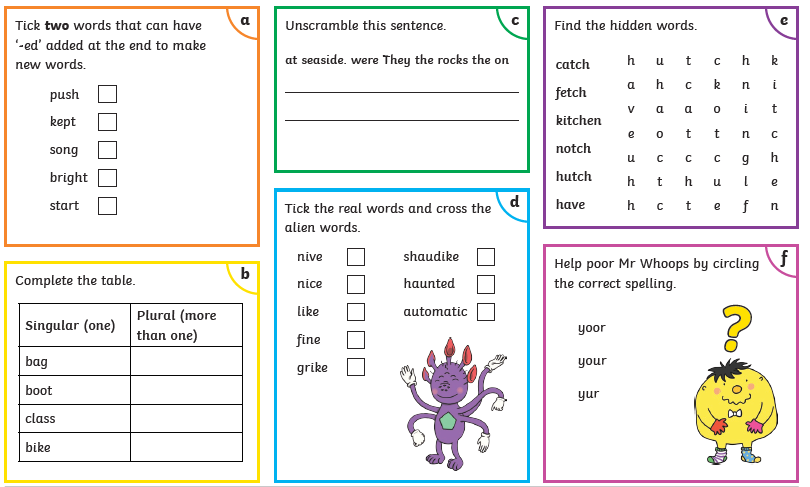 a
Tick two words that can have
‘-ed’ added at the end to make
new words.
push
kept
song
bright
start
b
Complete the table.
Singular (one) Plural (more than one)
bag
boot
class
bike
c
Unscramble this sentence.
at seaside. were They the rocks the on
d
Tick the real words and cross the
alien words.
nive shaudike
nice haunted
like automatic
fine
grike
e
Find the hidden words.
catch
fetch
kitchen
notch
hutch
have
h u t c h k
a h c k n i
v a a o i t
e o t t n c
u c c c g h
h t h u l e
h c t e f n
f
Help poor Mr Whoops by circling
the correct spelling.
yoor
your
yur
?